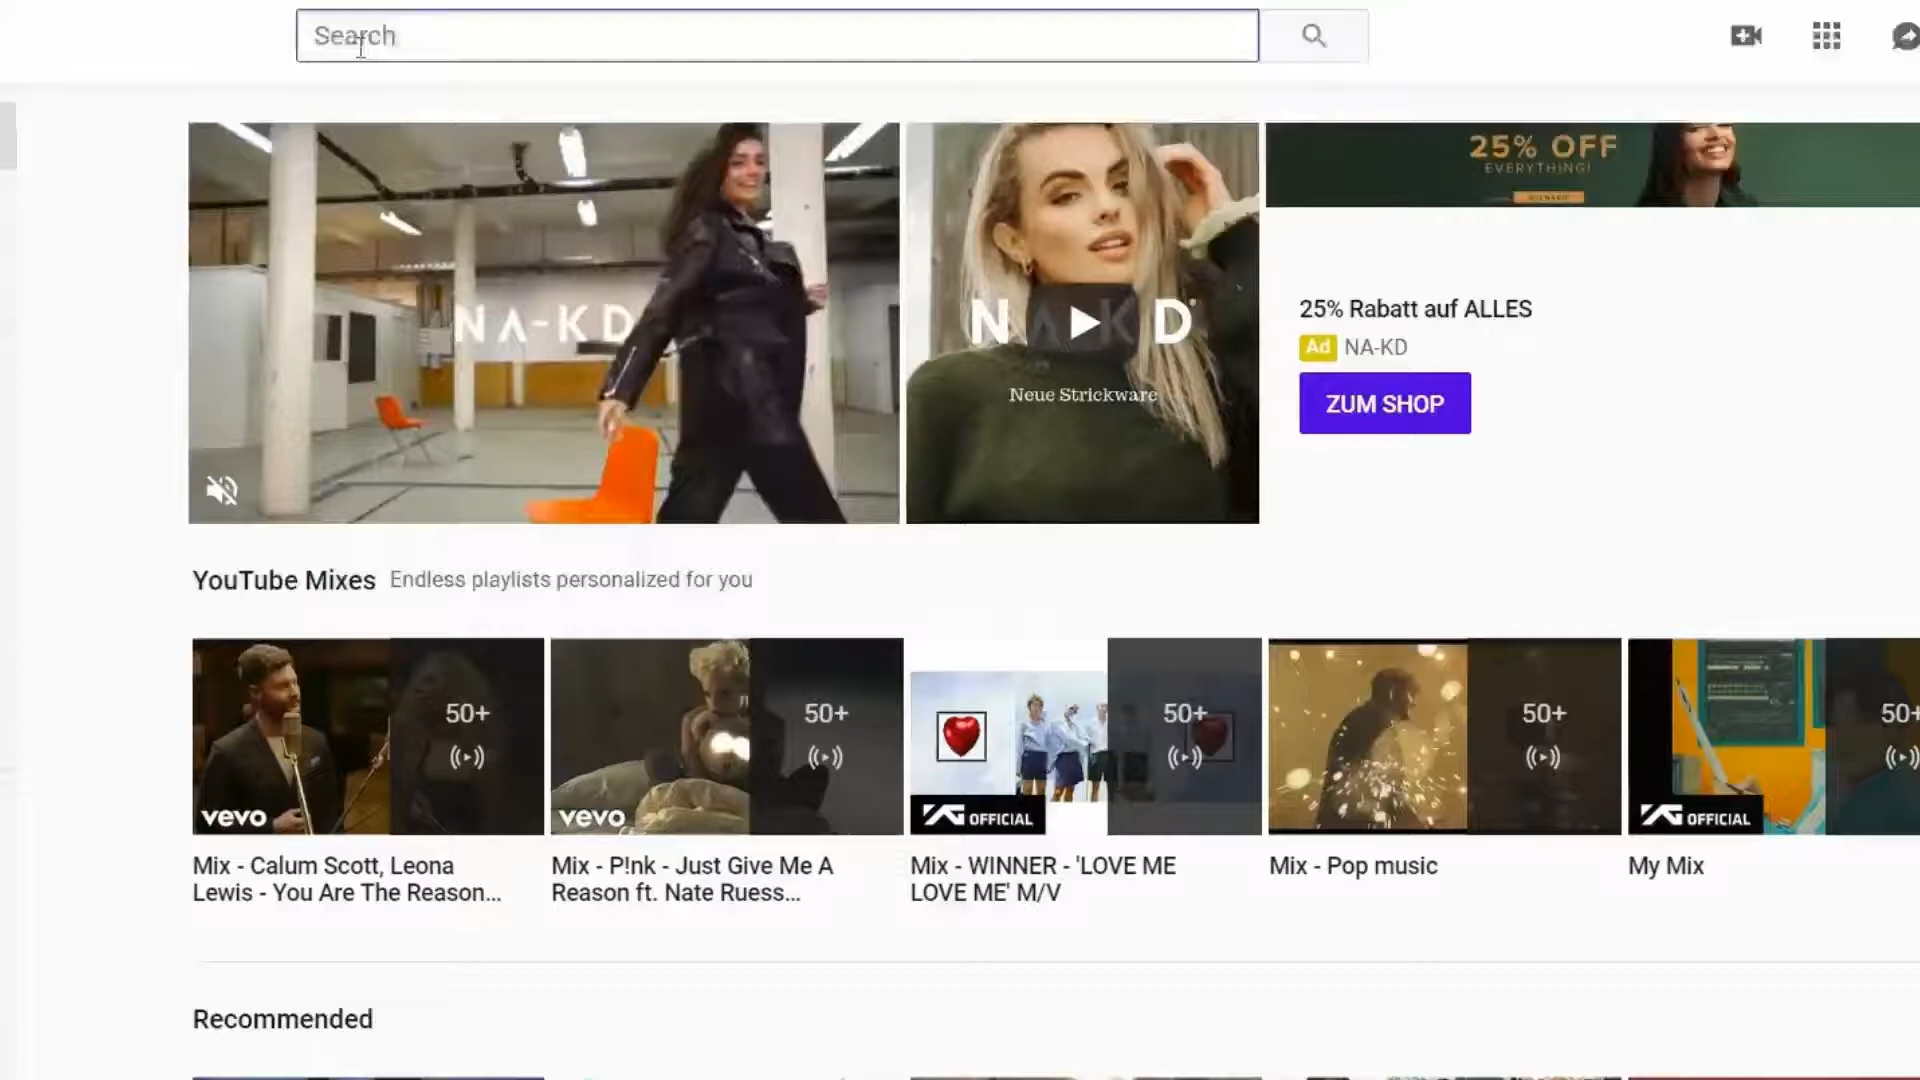 Search
25% OFF
EVERYTHING!
NA-KD
NA-KD
Neue Strickware
25% Rabatt auf ALLES
Ad NA-KD
ZUM SHOP
YouTube Mixes Endless playlists personalized for you
50+
50+
50+
50+
50+
vevo
vevo
YG OFFICIAL
YG OFFICIAL
Mix - Calum Scott, Leona
Lewis - You Are The Reason...
Mix - P!nk - Just Give Me A
Reason ft. Nate Ruess...
Mix - WINNER - 'LOVE ME
LOVE ME' M/V
Mix - Pop music
My Mix
Recommended